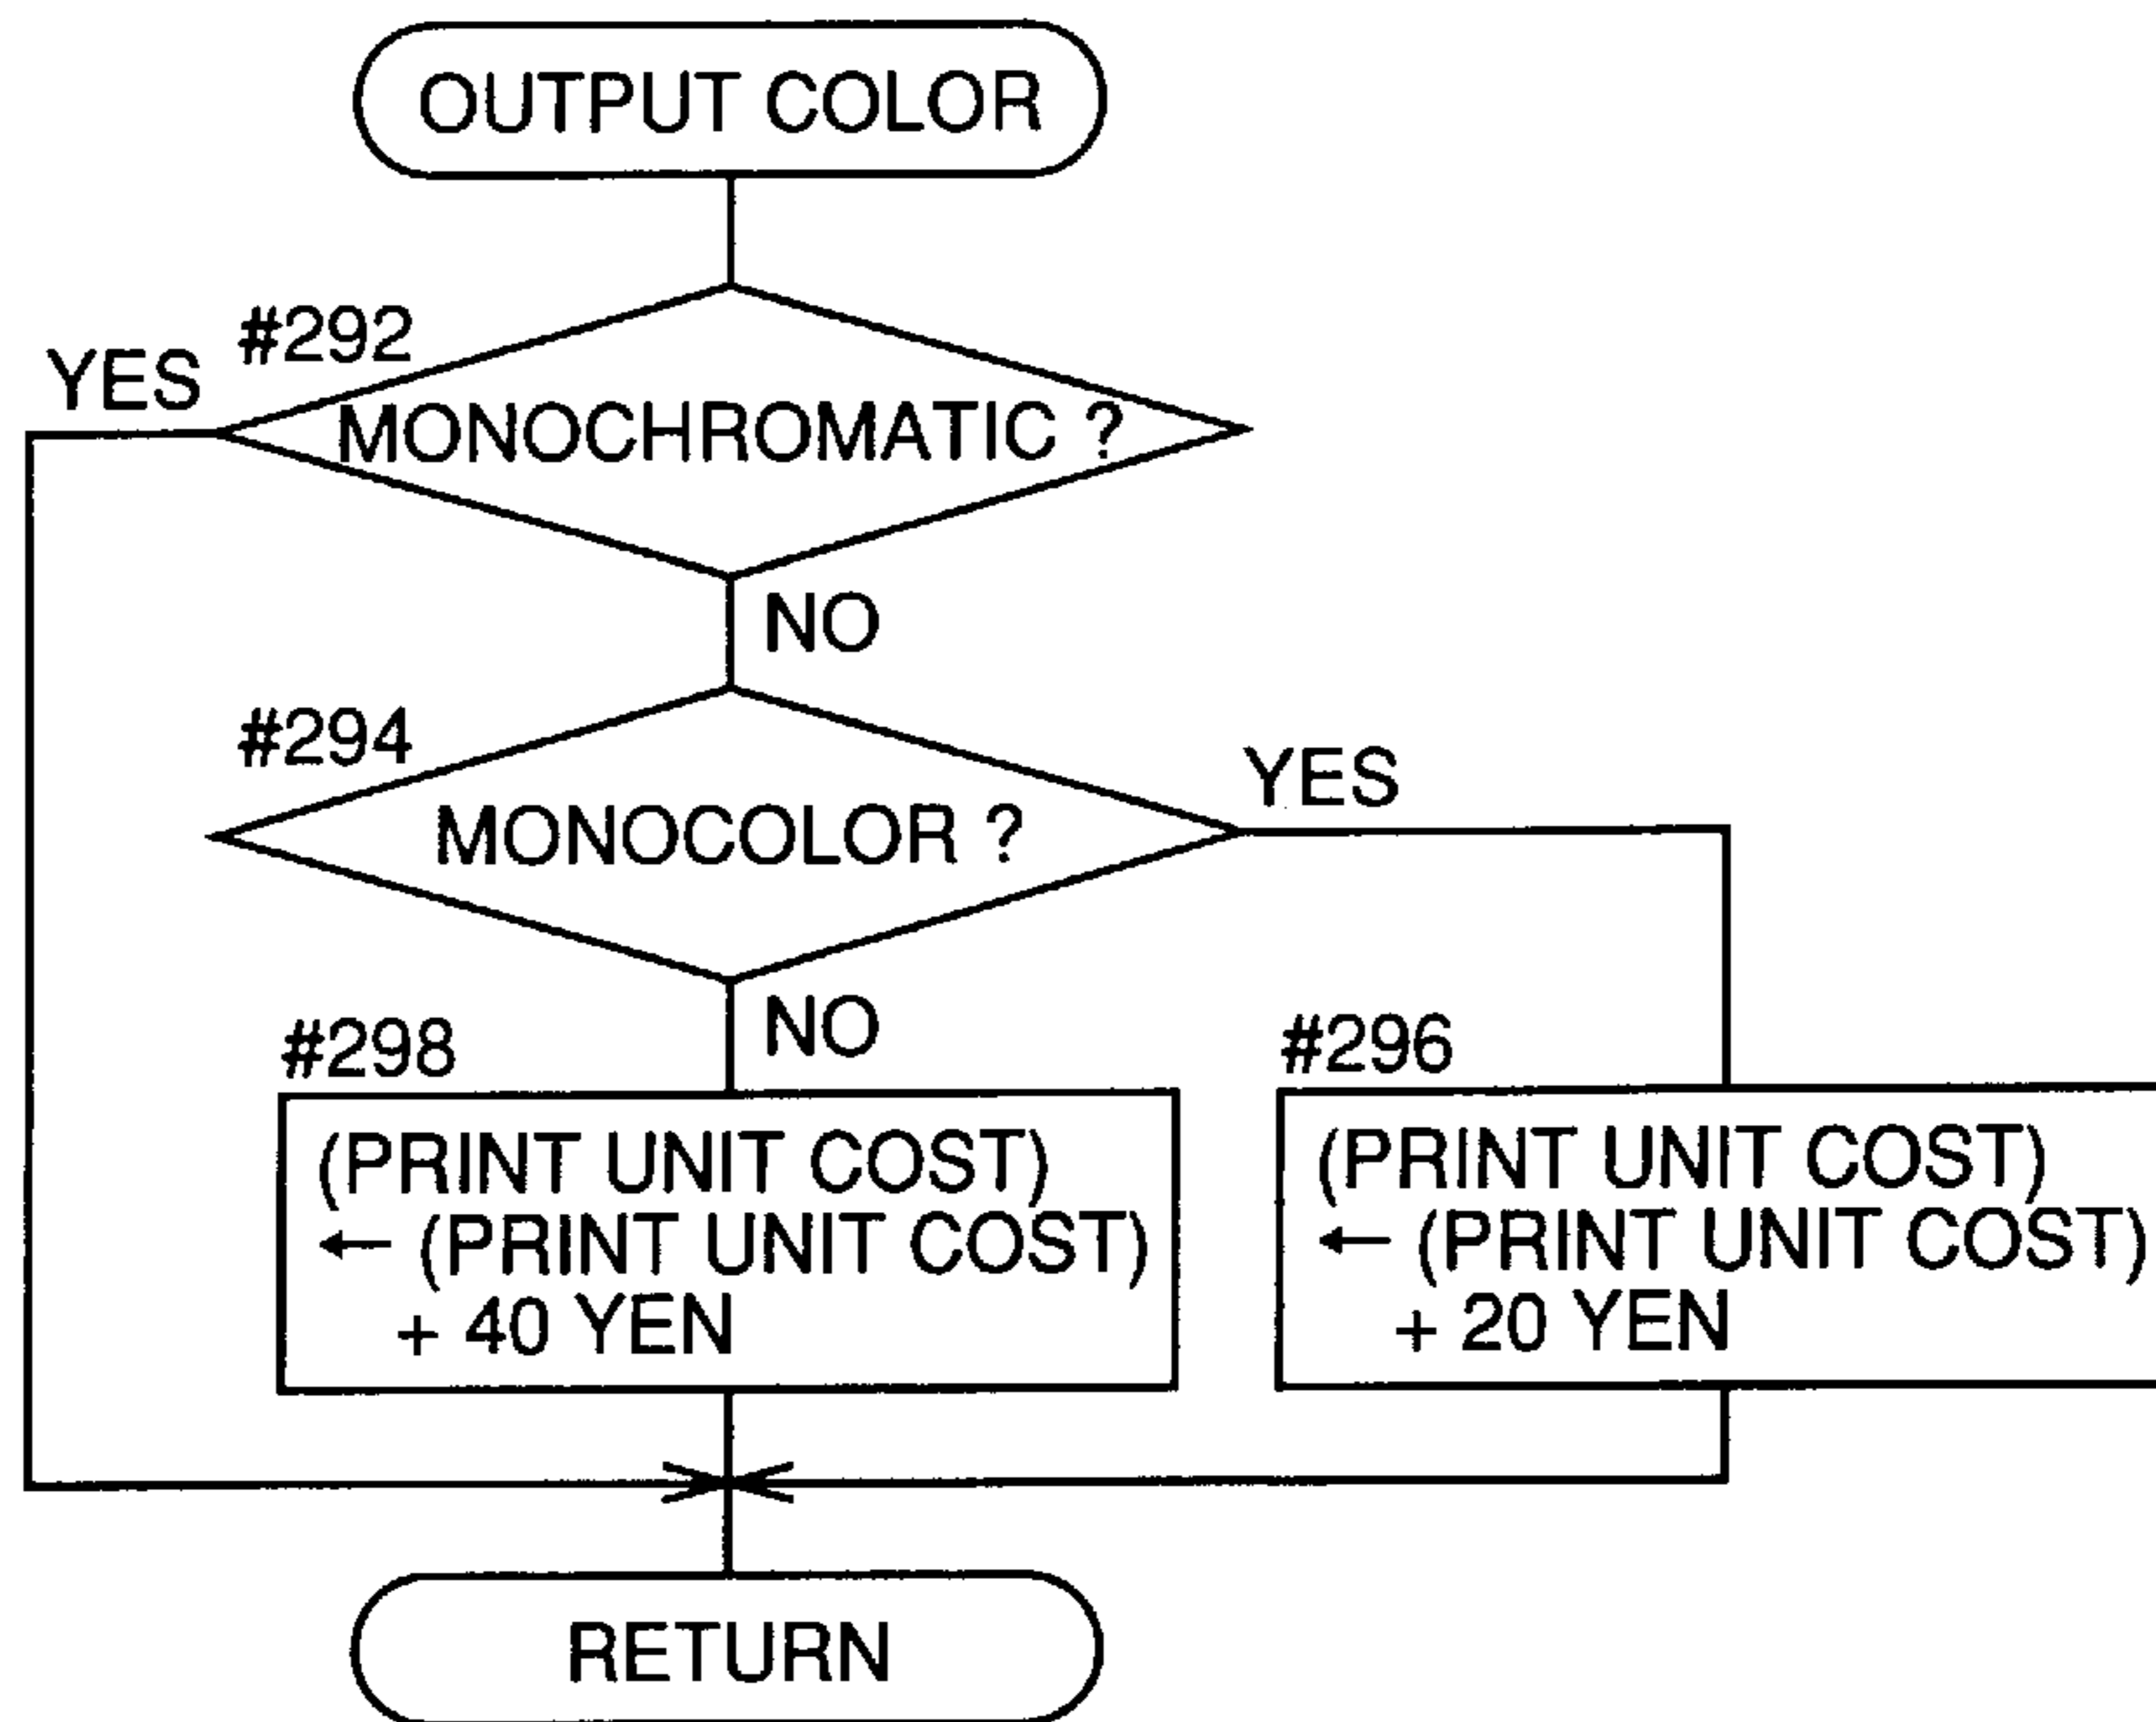 OUTPUT COLOR
#292
YES
MONOCHROMATIC ?
NO
#294
YES
MONOCOLOR ?
NO
#298
(PRINT UNIT COST)
← (PRINT UNIT COST)
+ 40 YEN
#296
(PRINT UNIT COST)
← (PRINT UNIT COST)
+ 20 YEN
RETURN